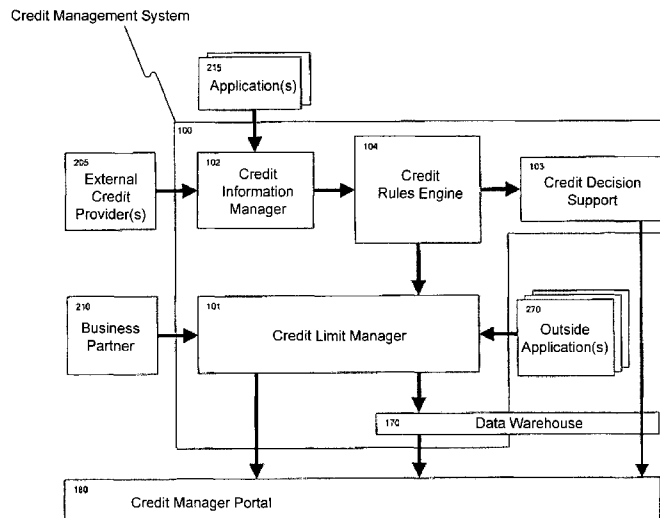 Credit Management System
215
Application(s)
100
205
External
Credit
Provider(s)
102
Credit
Information
Manager
104
Credit
Rules Engine
103
Credit Decision
Support
210
Business
Partner
101
Credit Limit Manager
270
Outside
Application(s)
170
Data Warehouse
180
Credit Manager Portal